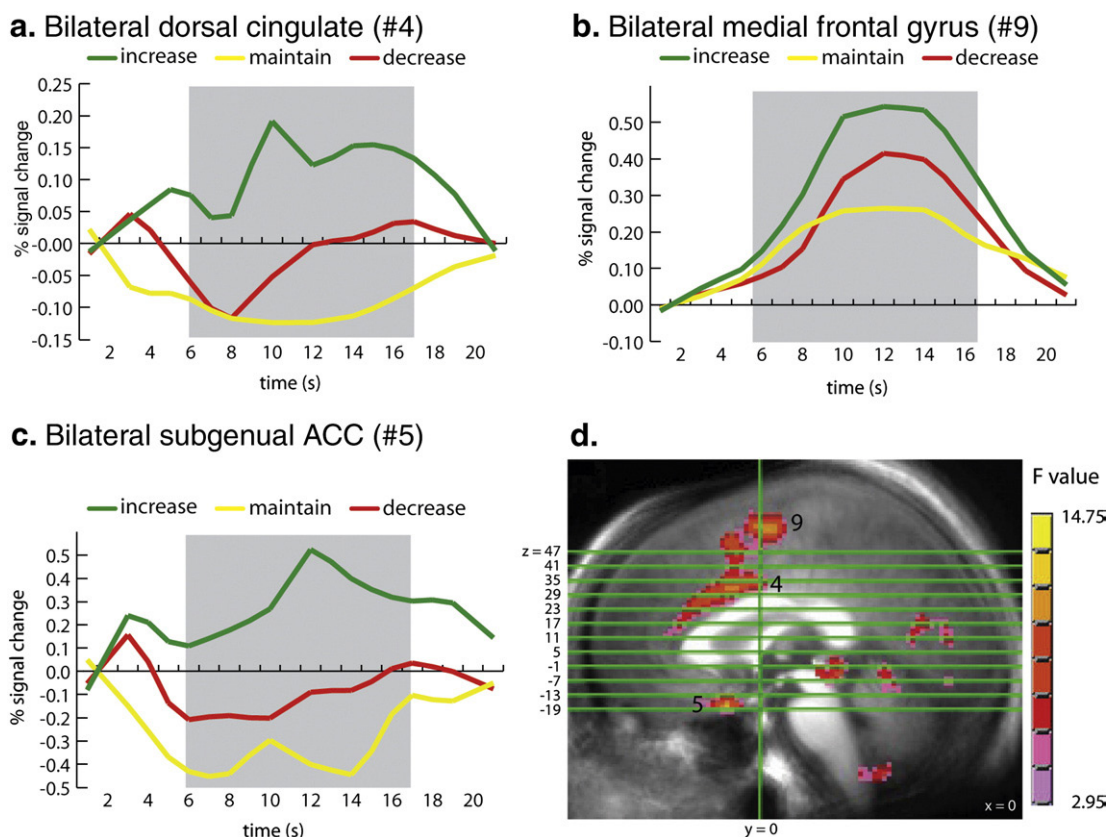 a. Bilateral dorsal cingulate (#4)
increase maintain decrease
% signal change
0.25
0.20
0.15
0.10
0.05
-0.00
-0.05
-0.10
-0.15
2 4 6 8 10 12 14 16 18 20
time (s)
b. Bilateral medial frontal gyrus (#9)
increase maintain decrease
% signal change
0.50
0.40
0.30
0.20
0.10
0.00
-0.10
2 4 6 8 10 12 14 16 18 20
time (s)
c. Bilateral subgenual ACC (#5)
increase maintain decrease
% signal change
0.5
0.4
0.3
0.2
0.1
0.0
-0.1
-0.2
-0.3
-0.4
-0.5
2 4 6 8 10 12 14 16 18 20
time (s)
d.
F value
14.75
2.95
9
4
5
z = 47
41
35
29
23
17
11
5
-1
-7
-13
-19
x = 0
y = 0